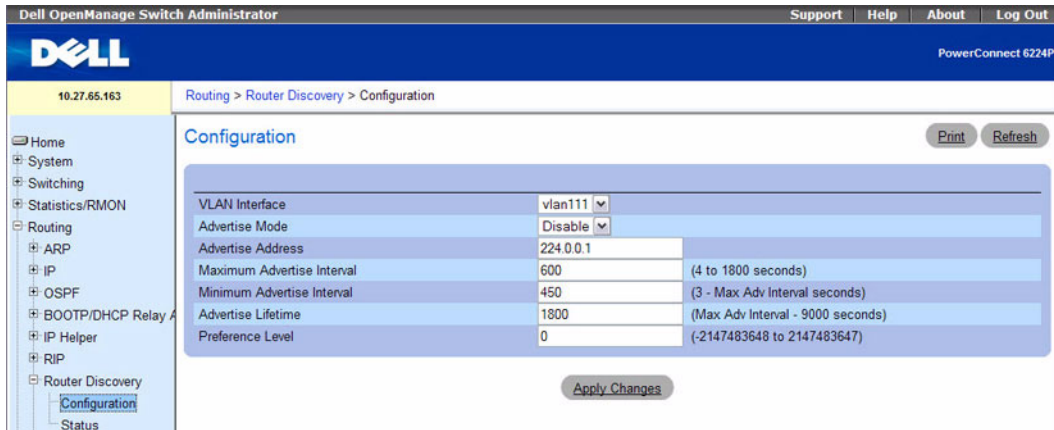 Dell OpenManage Switch Administrator
Support Help About Log Out
DELL
PowerConnect 6224P
10.27.65.163
Routing > Router Discovery > Configuration
Home
System
Switching
Statistics/RMON
Routing
ARP
IP
OSPF
BOOTP/DHCP Relay A
IP Helper
RIP
Router Discovery
Configuration
Status
Configuration
Print Refresh
VLAN Interface vlan111
Advertise Mode Disable
Advertise Address 224.0.0.1
Maximum Advertise Interval 600 (4 to 1800 seconds)
Minimum Advertise Interval 450 (3 - Max Adv Interval seconds)
Advertise Lifetime 1800 (Max Adv Interval - 9000 seconds)
Preference Level 0 (-2147483648 to 2147483647)
Apply Changes